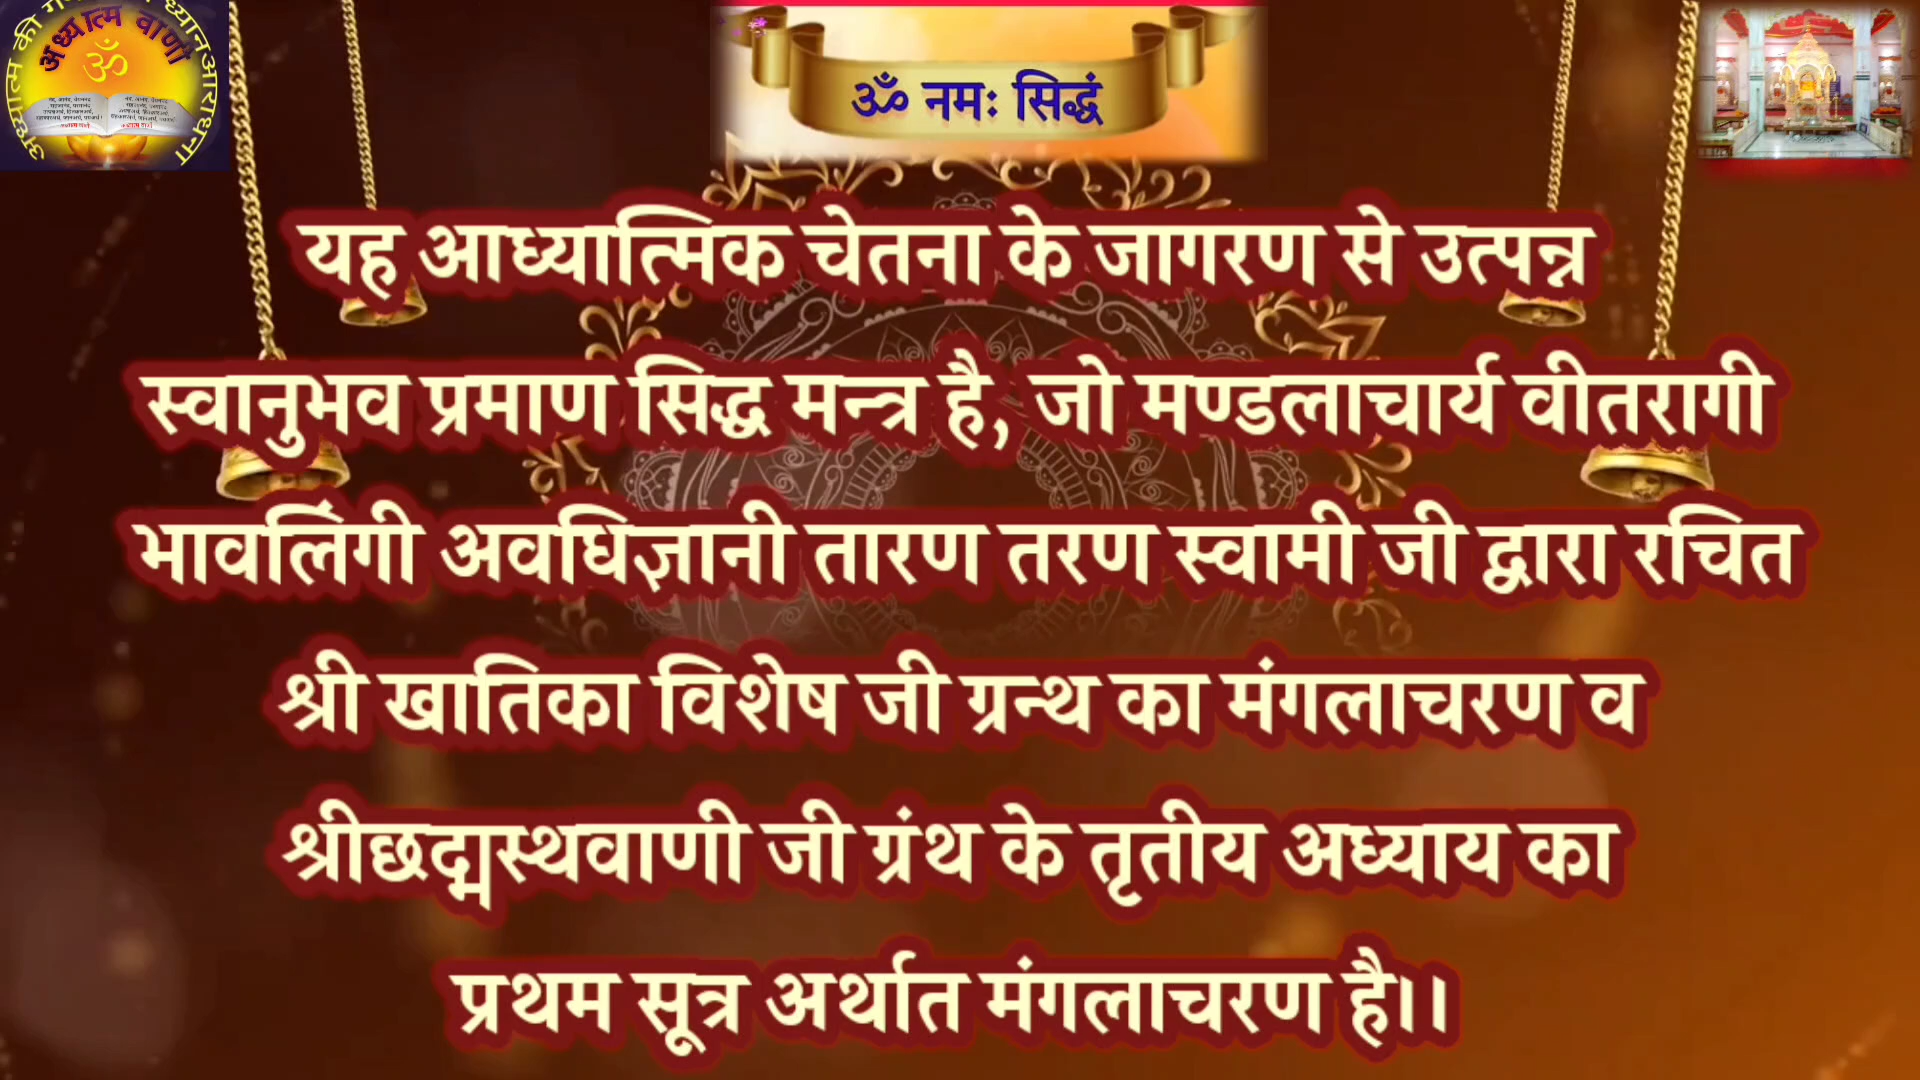 अध्यात्म वाणी
ॐ
ॐ नमः सिद्धं
यह आध्यात्मिक चेतना के जागरण से उत्पन्न
स्वानुभव प्रमाण सिद्ध मन्त्र है, जो मण्डलाचार्य वीतरागी
भावलिंगी अवधिज्ञानी तारण तरण स्वामी जी द्वारा रचित
श्री खातिका विशेष जी ग्रन्थ का मंगलाचरण व
श्रीछद्मस्थवाणी जी ग्रंथ के तृतीय अध्याय का
प्रथम सूत्र अर्थात मंगलाचरण है।।